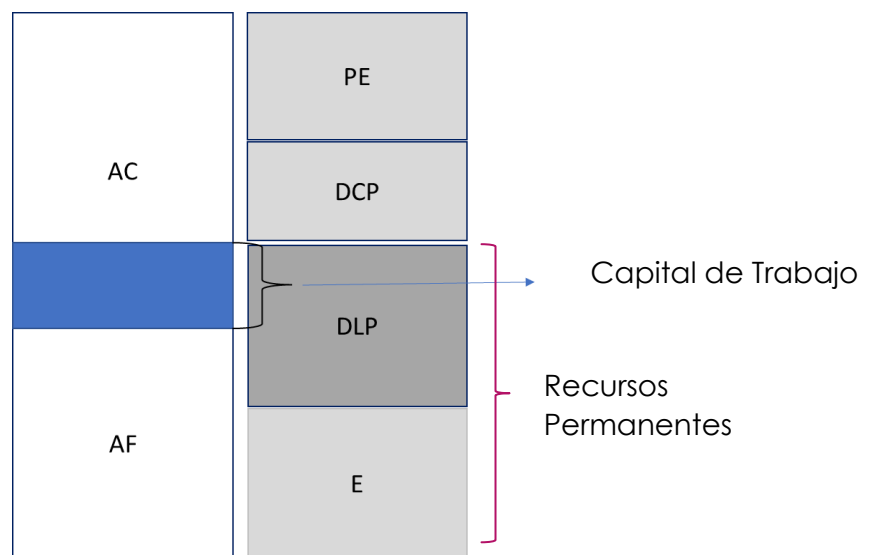 PE
AC
DCP
Capital de Trabajo
DLP
Recursos
Permanentes
AF
E